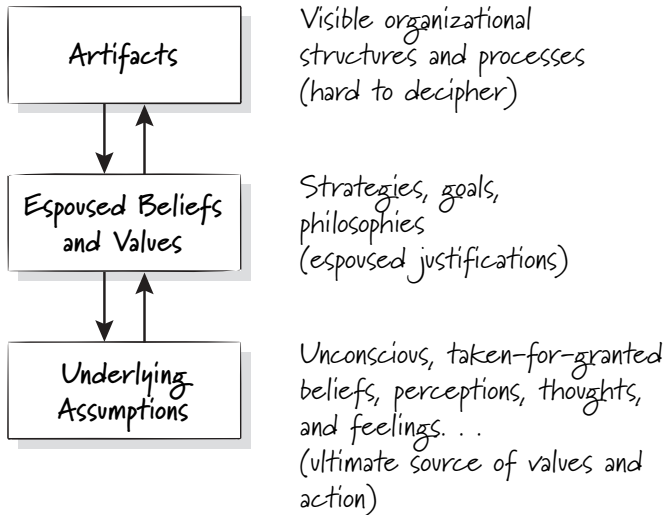 Artifacts
Visible organizational
structures and processes
(hard to decipher)
Espoused Beliefs
and Values
Strategies, goals,
philosophies
(espoused justifications)
Underlying
Assumptions
Unconscious, taken-for-granted
beliefs, perceptions, thoughts,
and feelings. . .
(ultimate source of values and
action)